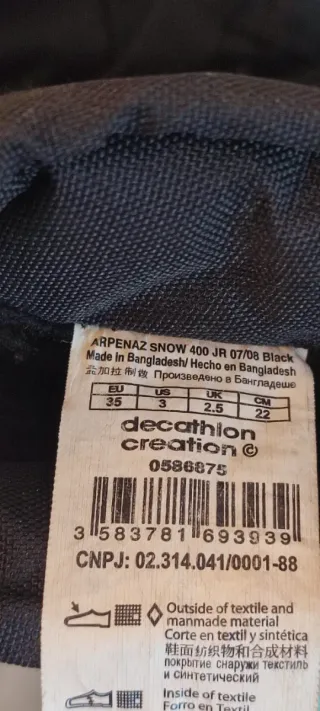 ARPENAZ SNOW 400 JR 07/08 Black
Made in Bangladesh/ Hecho en Bangladesh
孟加拉 制做 Произведено в Бангладеше
EU US UK CM
35 3 2.5 22
decathlon
creation ©
0586875
3 583781 693939
CNPJ: 02.314.041/0001-88
Outside of textile and
manmade material
Corte en textil y sintética
鞋面纺织物和合成材料
покрытие снаружи текстиль
и синтетический
Inside of textile
Forro en Textil